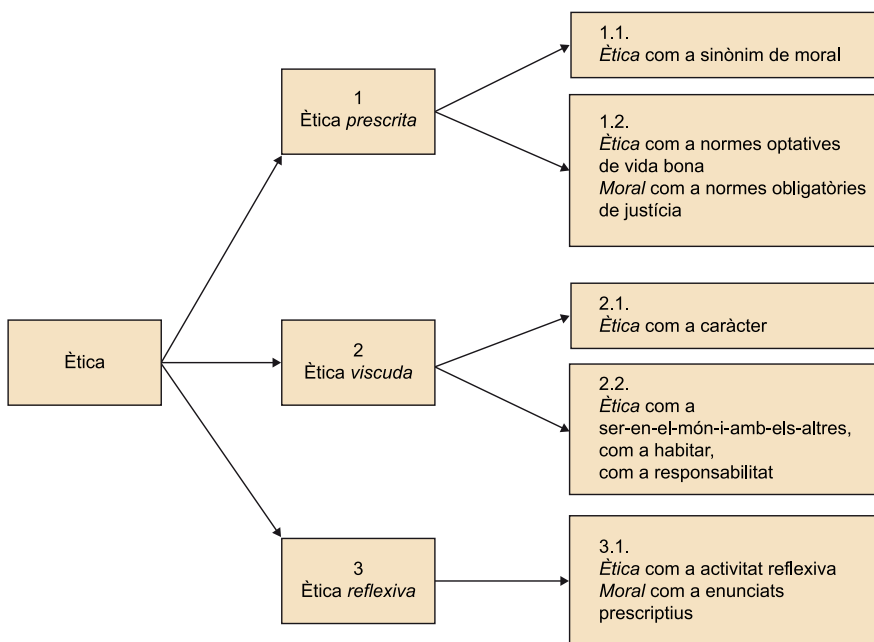 Ètica
1
Ètica prescrita
1.1.
Ètica com a sinònim de moral
1.2.
Ètica com a normes optatives
de vida bona
Moral com a normes obligatòries
de justícia
2
Ètica viscuda
2.1.
Ètica com a caràcter
2.2.
Ètica com a
ser-en-el-món-i-amb-els-altres,
com a habitar,
com a responsabilitat
3
Ètica reflexiva
3.1.
Ètica com a activitat reflexiva
Moral com a enunciats
prescriptius